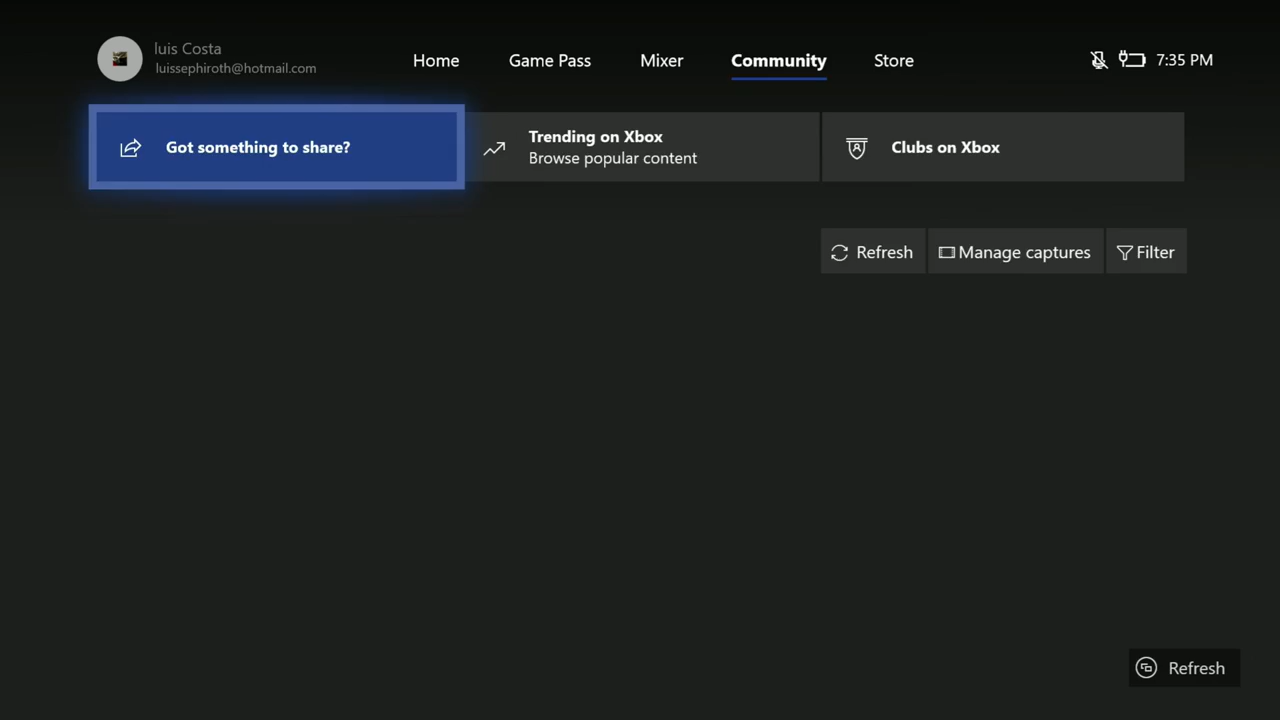 luis Costa
luissephiroth@hotmail.com
Home
Game Pass
Mixer
Community
Store
7:35 PM
Got something to share?
Trending on Xbox
Browse popular content
Clubs on Xbox
Refresh
Manage captures
Filter
Refresh